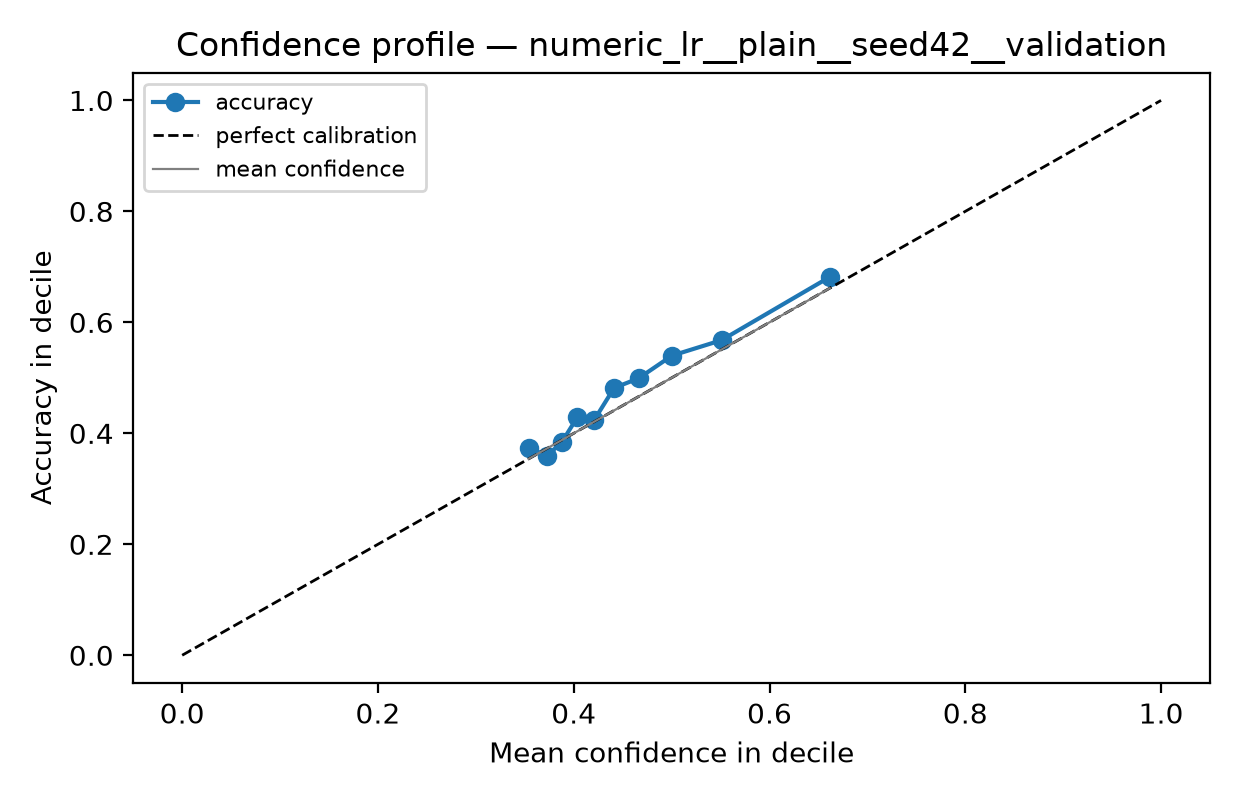 Confidence profile — numeric_lr__plain__seed42__validation
accuracy
perfect calibration
mean confidence
1.0
0.8
0.6
0.4
0.2
0.0
Accuracy in decile
0.0 0.2 0.4 0.6 0.8 1.0
Mean confidence in decile